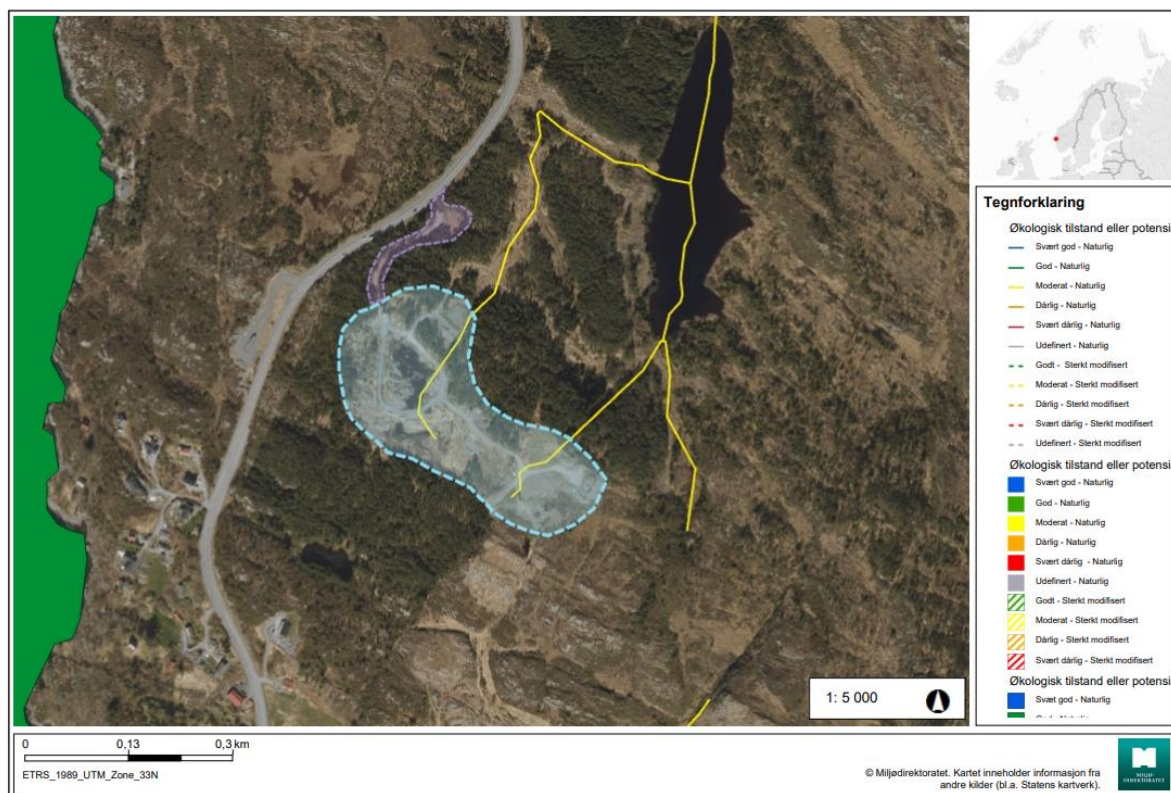 Tegnforklaring
Økologisk tilstand eller potensi
Svært god - Naturlig
God - Naturlig
Moderat - Naturlig
Dårlig - Naturlig
Svært dårlig - Naturlig
Udefinert - Naturlig
Godt - Sterkt modifisert
Moderat - Sterkt modifisert
Dårlig - Sterkt modifisert
Svært dårlig - Sterkt modifisert
Udefinert - Sterkt modifisert
Økologisk tilstand eller potensi
Svært god - Naturlig
God - Naturlig
Moderat - Naturlig
Dårlig - Naturlig
Svært dårlig - Naturlig
Udefinert - Naturlig
Godt - Sterkt modifisert
Moderat - Sterkt modifisert
Dårlig - Sterkt modifisert
Svært dårlig - Sterkt modifisert
Økologisk tilstand eller potensi
Svæt god - Naturlig
1: 5 000
0 0,13 0,3 km
ETRS_1989_UTM_Zone_33N
© Miljødirektoratet. Kartet inneholder informasjon fra
andre kilder (bl.a. Statens kartverk).
MILJØ-
DIREKTORATET